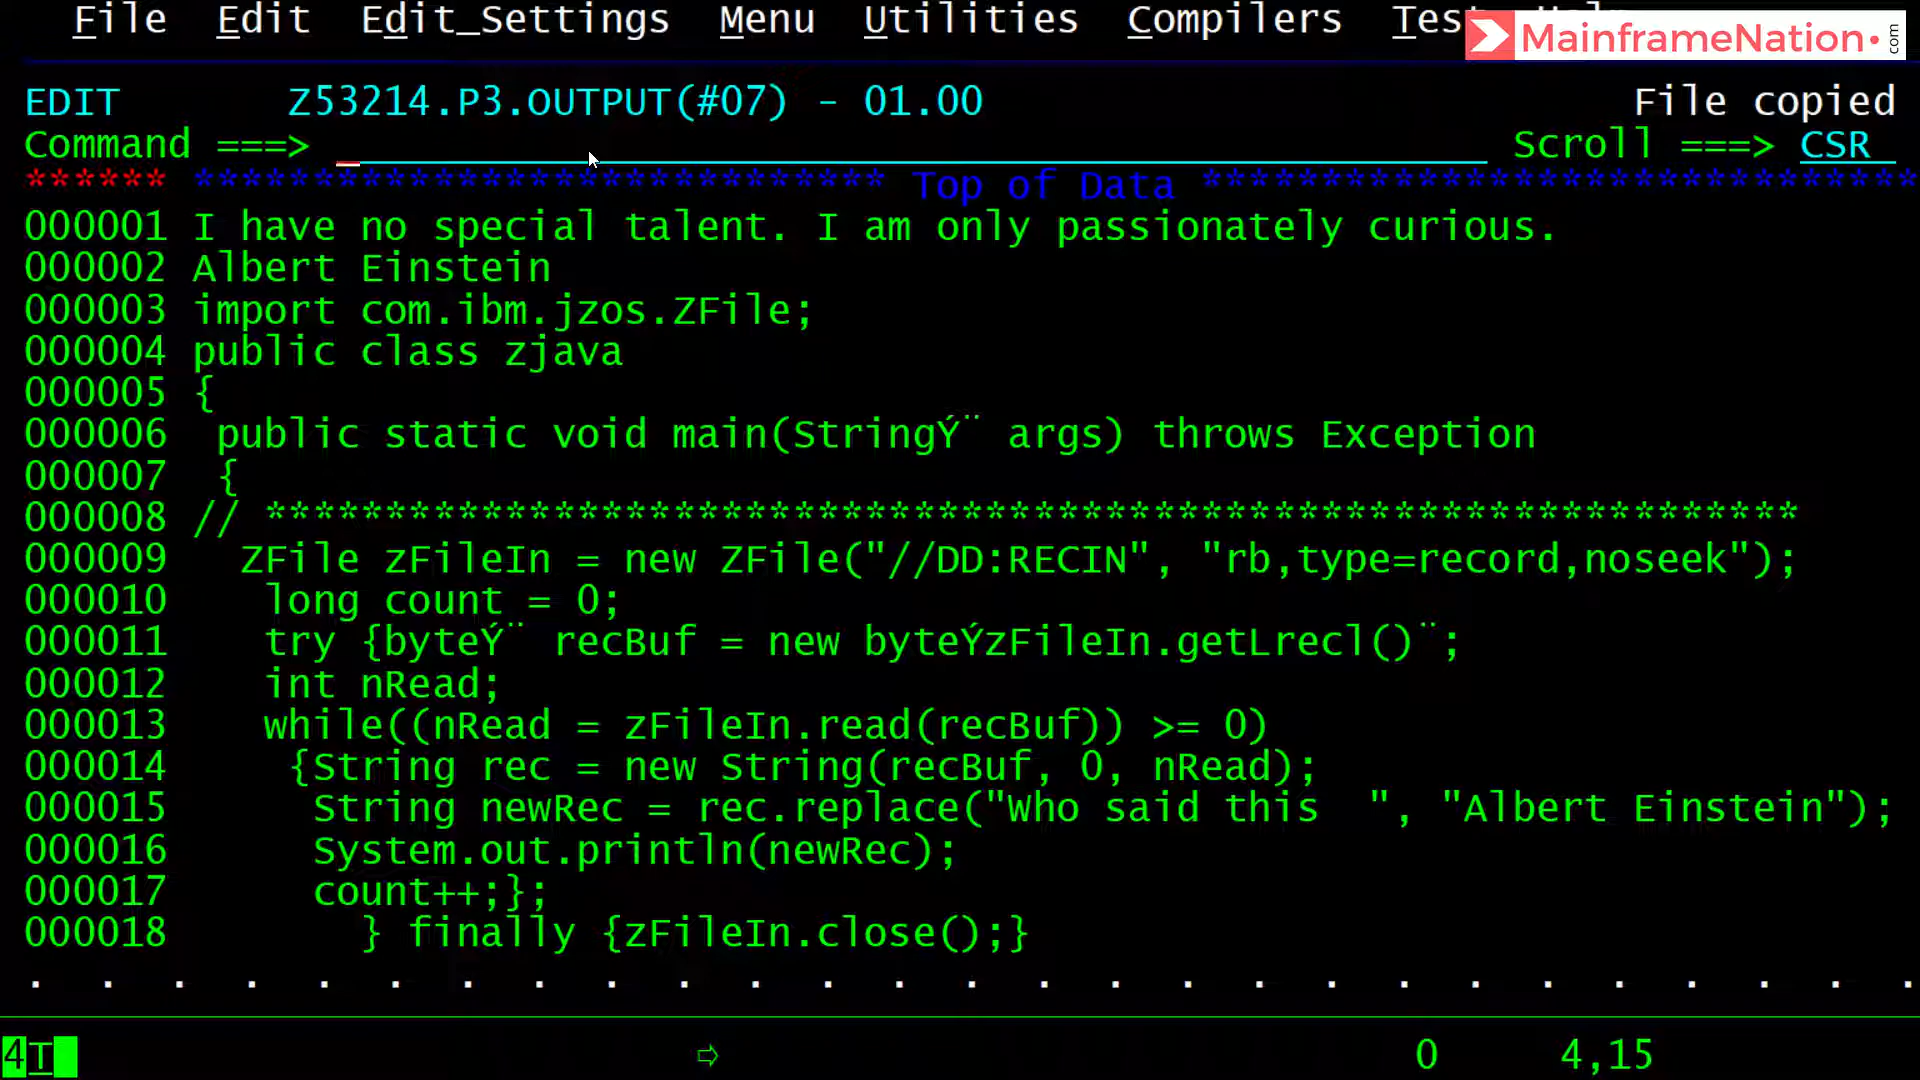 File Edit Edit_Settings Menu Utilities Compilers Test
MainframeNation.com
EDIT Z53214.P3.OUTPUT(#07) - 01.00 File copied
Command ===> Scroll ===> CSR
****** ***************************** Top of Data ******************************
000001 I have no special talent. I am only passionately curious.
000002 Albert Einstein
000003 import com.ibm.jzos.ZFile;
000004 public class zjava
000005 {
000006  public static void main(StringÝ¨ args) throws Exception
000007  {
000008 // ****************************************************************
000009   ZFile zFileIn = new ZFile("//DD:RECIN", "rb,type=record,noseek");
000010    long count = 0;
000011    try {byteÝ¨ recBuf = new byteÝzFileIn.getLrecl()¨;
000012    int nRead;
000013    while((nRead = zFileIn.read(recBuf)) >= 0)
000014     {String rec = new String(recBuf, 0, nRead);
000015      String newRec = rec.replace("Who said this  ", "Albert Einstein");
000016      System.out.println(newRec);
000017      count++;};
000018        } finally {zFileIn.close();}
. . . . . . . . . . . . . . . . . . . . . . . . . . .
4T ⇨ 0 4,15